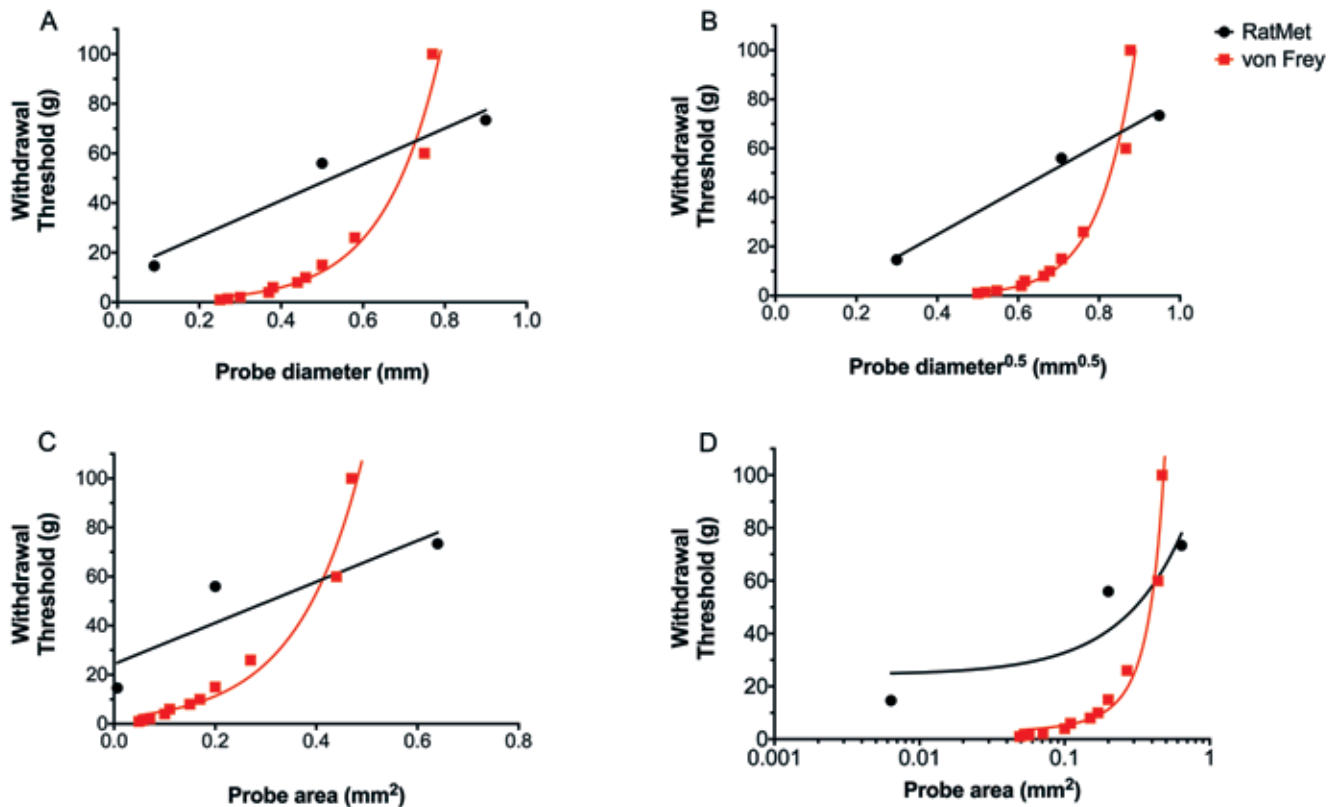 A
Withdrawal
Threshold (g)
100
80
60
40
20
0
0.0 0.2 0.4 0.6 0.8 1.0
Probe diameter (mm)
B
Withdrawal
Threshold (g)
100
80
60
40
20
0
0.0 0.2 0.4 0.6 0.8 1.0
Probe diameter⁰·⁵ (mm⁰·⁵)
RatMet
von Frey
C
Withdrawal
Threshold (g)
100
80
60
40
20
0
0.0 0.2 0.4 0.6 0.8
Probe area (mm²)
D
Withdrawal
Threshold (g)
100
80
60
40
20
0
0.001 0.01 0.1 1
Probe area (mm²)